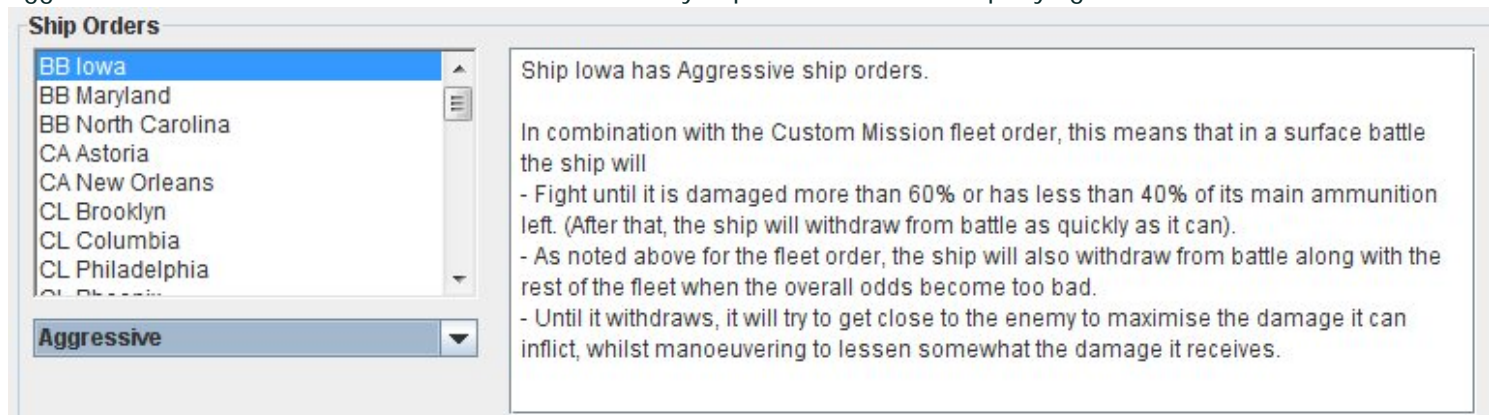 Ship Orders
BB Iowa
BB Maryland
BB North Carolina
CA Astoria
CA New Orleans
CL Brooklyn
CL Columbia
CL Philadelphia
Aggressive
Ship Iowa has Aggressive ship orders.
In combination with the Custom Mission fleet order, this means that in a surface battle
the ship will
- Fight until it is damaged more than 60% or has less than 40% of its main ammunition
left. (After that, the ship will withdraw from battle as quickly as it can).
- As noted above for the fleet order, the ship will also withdraw from battle along with the
rest of the fleet when the overall odds become too bad.
- Until it withdraws, it will try to get close to the enemy to maximise the damage it can
inflict, whilst manoeuvering to lessen somewhat the damage it receives.